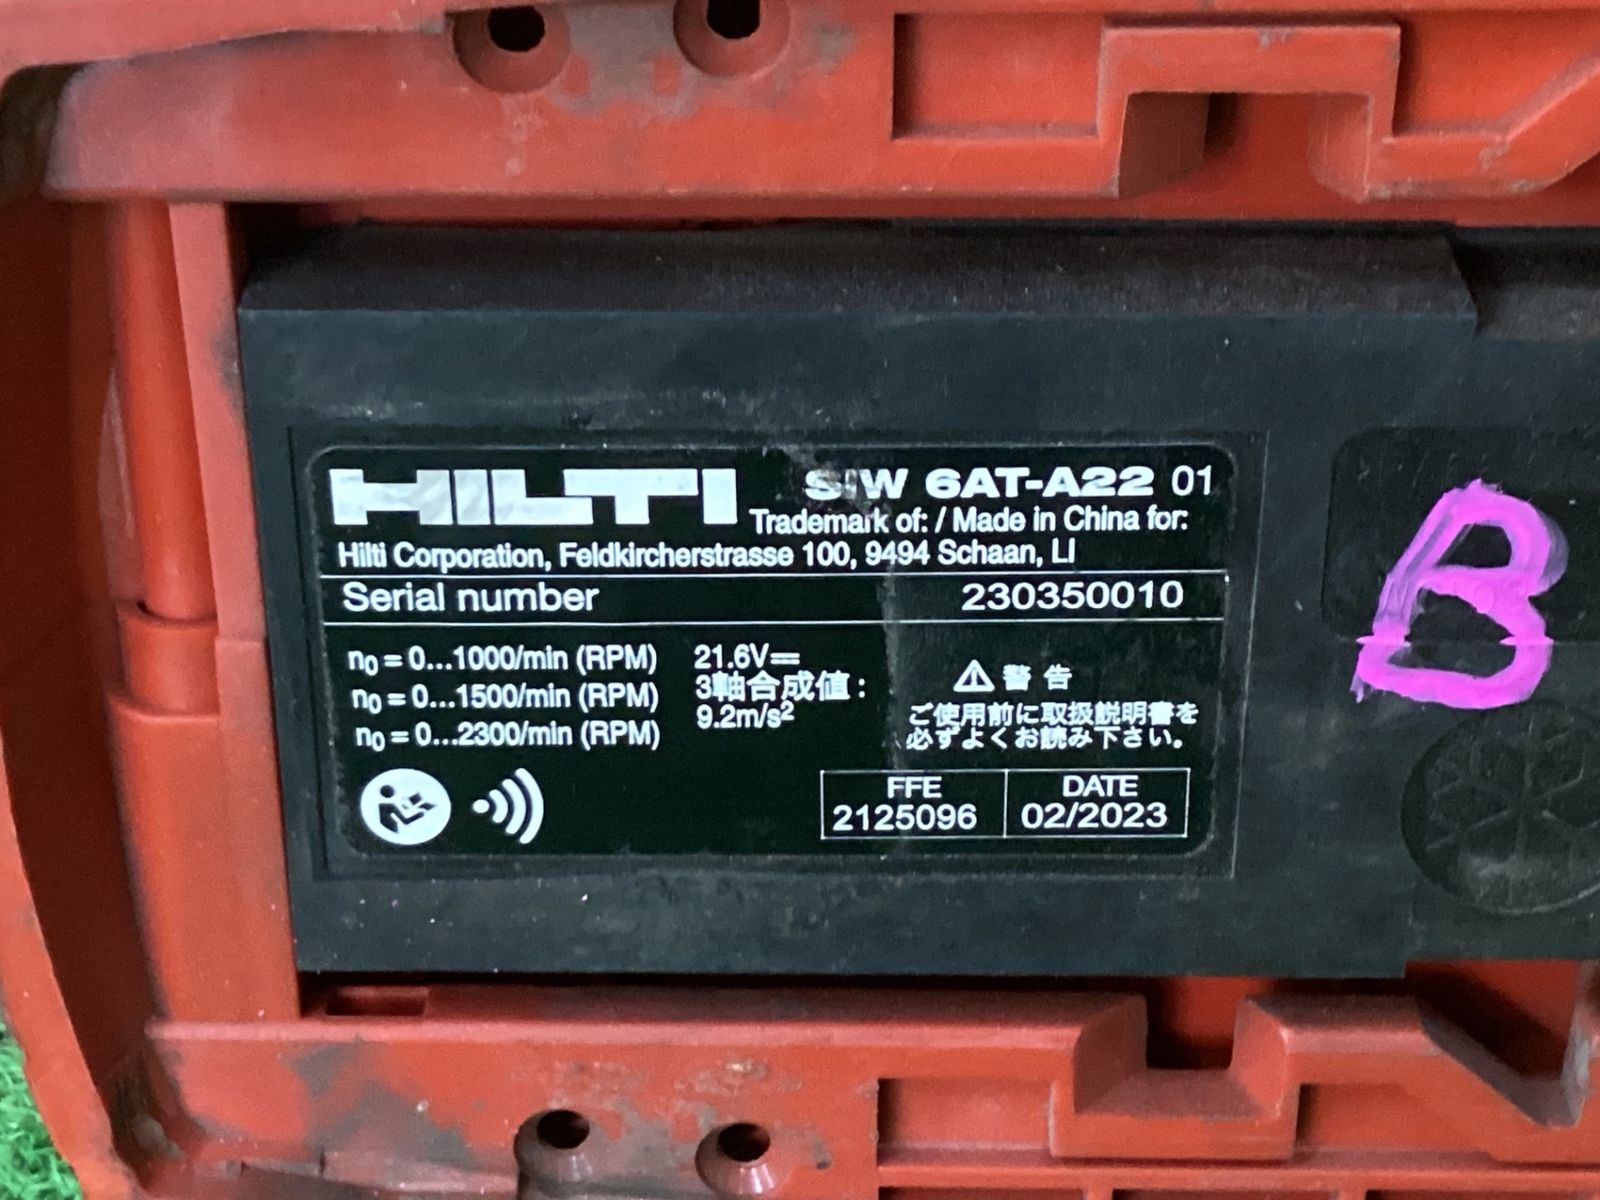 HILTI
SIW 6AT-A22 01
Trademark of: / Made in China for:
Hilti Corporation, Feldkircherstrasse 100, 9494 Schaan, LI
Serial number 230350010
n₀ = 0...1000/min (RPM)
n₀ = 0...1500/min (RPM)
n₀ = 0...2300/min (RPM)
21.6V⎓
3軸合成値:
9.2m/s²
⚠ 警告
ご使用前に取扱説明書を
必ずよくお読み下さい。
FFE DATE
2125096 02/2023
B